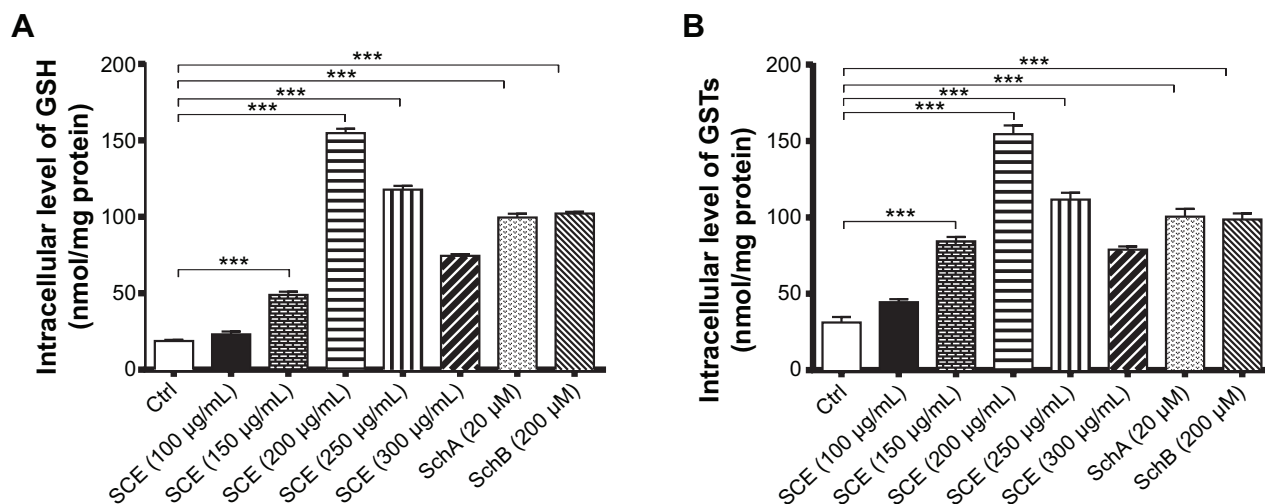 A
Intracellular level of GSH
(nmol/mg protein)
200
150
100
50
0
***
***
***
***
***
Ctrl
SCE (100 µg/mL)
SCE (150 µg/mL)
SCE (200 µg/mL)
SCE (250 µg/mL)
SCE (300 µg/mL)
SchA (20 µM)
SchB (200 µM)
B
Intracellular level of GSTs
(nmol/mg protein)
200
150
100
50
0
***
***
***
***
***
Ctrl
SCE (100 µg/mL)
SCE (150 µg/mL)
SCE (200 µg/mL)
SCE (250 µg/mL)
SCE (300 µg/mL)
SchA (20 µM)
SchB (200 µM)